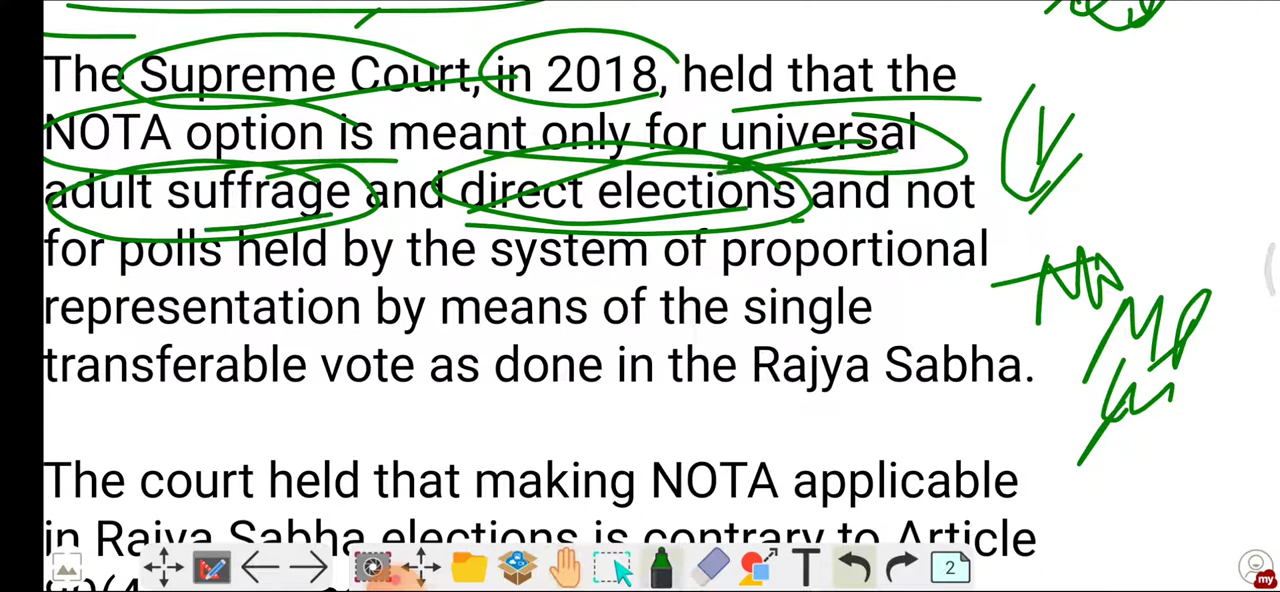 The Supreme Court, in 2018, held that the
NOTA option is meant only for universal
adult suffrage and direct elections and not
for polls held by the system of proportional
representation by means of the single
transferable vote as done in the Rajya Sabha.
The court held that making NOTA applicable
in Rajya Sabha elections is contrary to Article
T
2
my